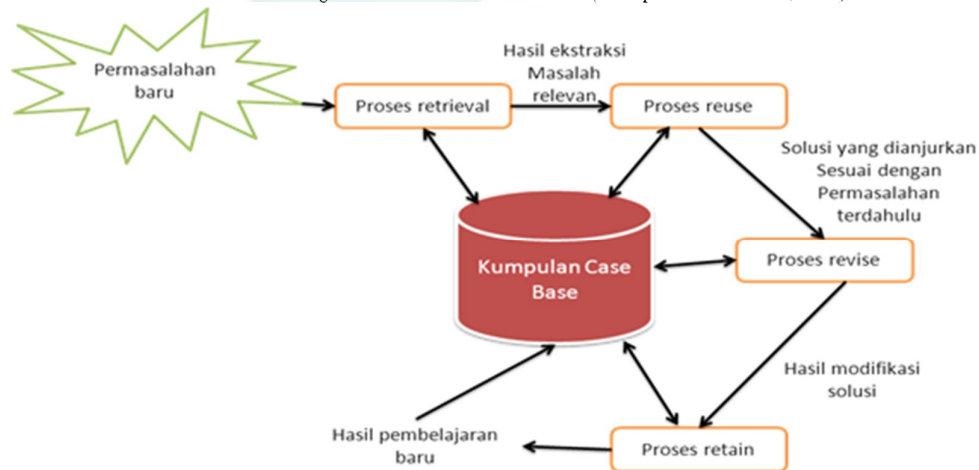 Permasalahan
baru
Hasil ekstraksi
Masalah
relevan
Proses retrieval
Proses reuse
Solusi yang dianjurkan
Sesuai dengan
Permasalahan
terdahulu
Kumpulan Case
Base
Proses revise
Hasil modifikasi
solusi
Hasil pembelajaran
baru
Proses retain